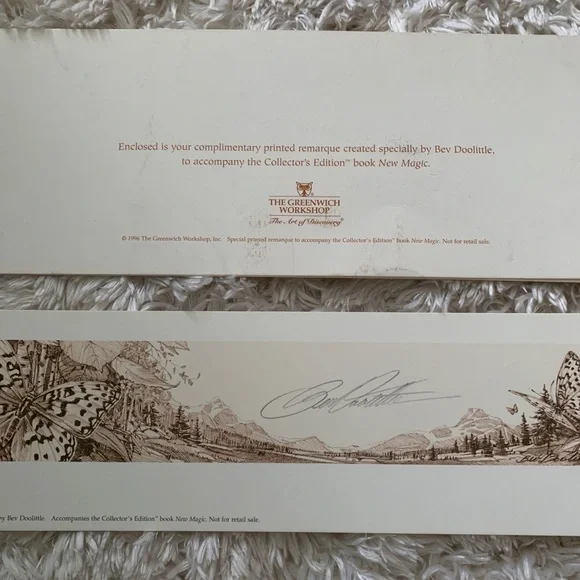 Enclosed is your complimentary printed remarque created specially by Bev Doolittle,
to accompany the Collector's Edition™ book New Magic.
THE GREENWICH
WORKSHOP®
The Art of Discovery®
© 1996 The Greenwich Workshop, Inc. Special printed remarque to accompany the Collector's Edition™ book New Magic. Not for retail sale.
Bev Doolittle
by Bev Doolittle. Accompanies the Collector's Edition™ book New Magic. Not for retail sale.